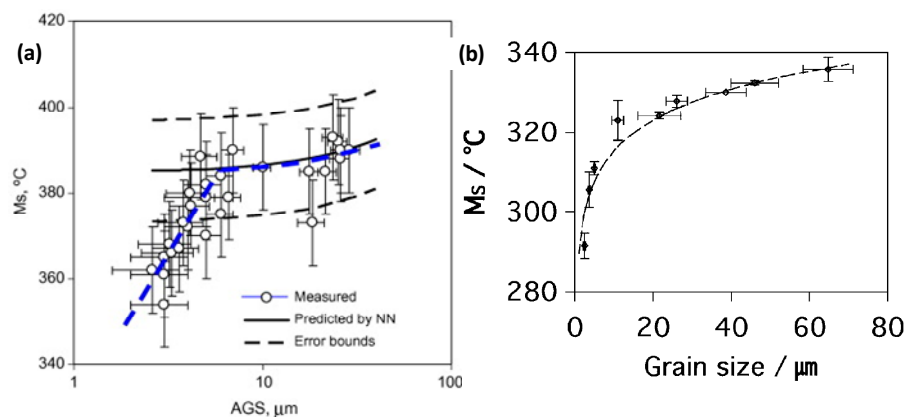 (a)
420
400
380
360
340
Ms, °C
1
10
100
AGS, μm
Measured
Predicted by NN
Error bounds
(b)
340
320
300
280
Ms / °C
0
20
40
60
80
Grain size / μm